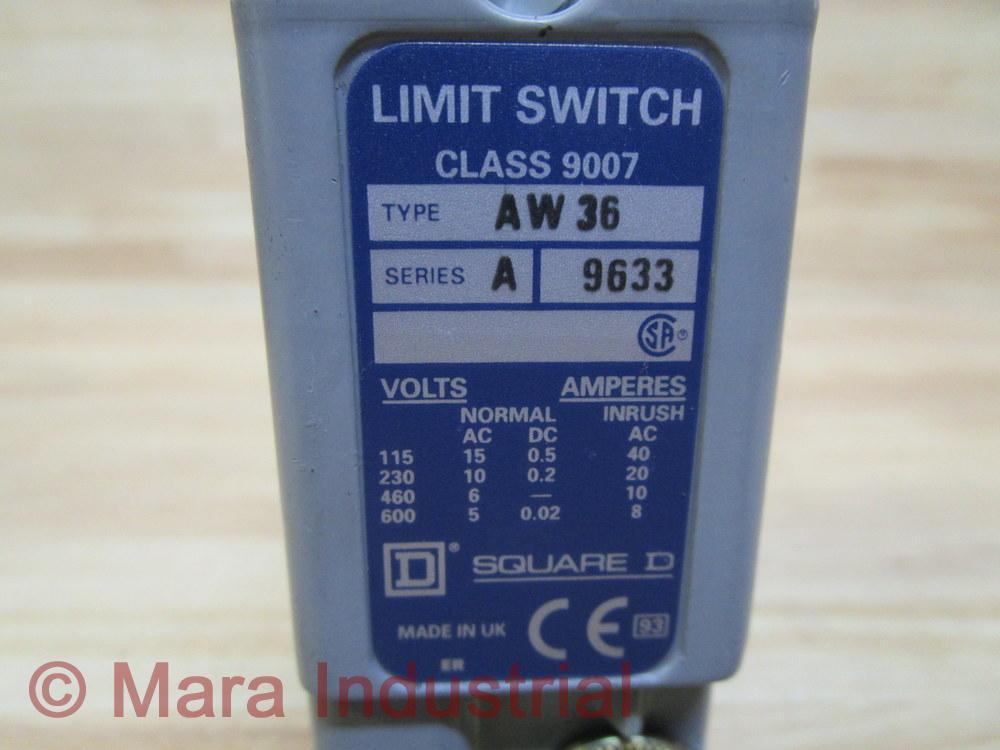 LIMIT SWITCH
CLASS 9007
TYPE AW 36
SERIES A 9633
SA ®
VOLTS AMPERES
NORMAL INRUSH
AC DC AC
115 15 0.5 40
230 10 0.2 20
460 6 — 10
600 5 0.02 8
D ® SQUARE D
MADE IN UK CE 93
ER
© Mara Industrial